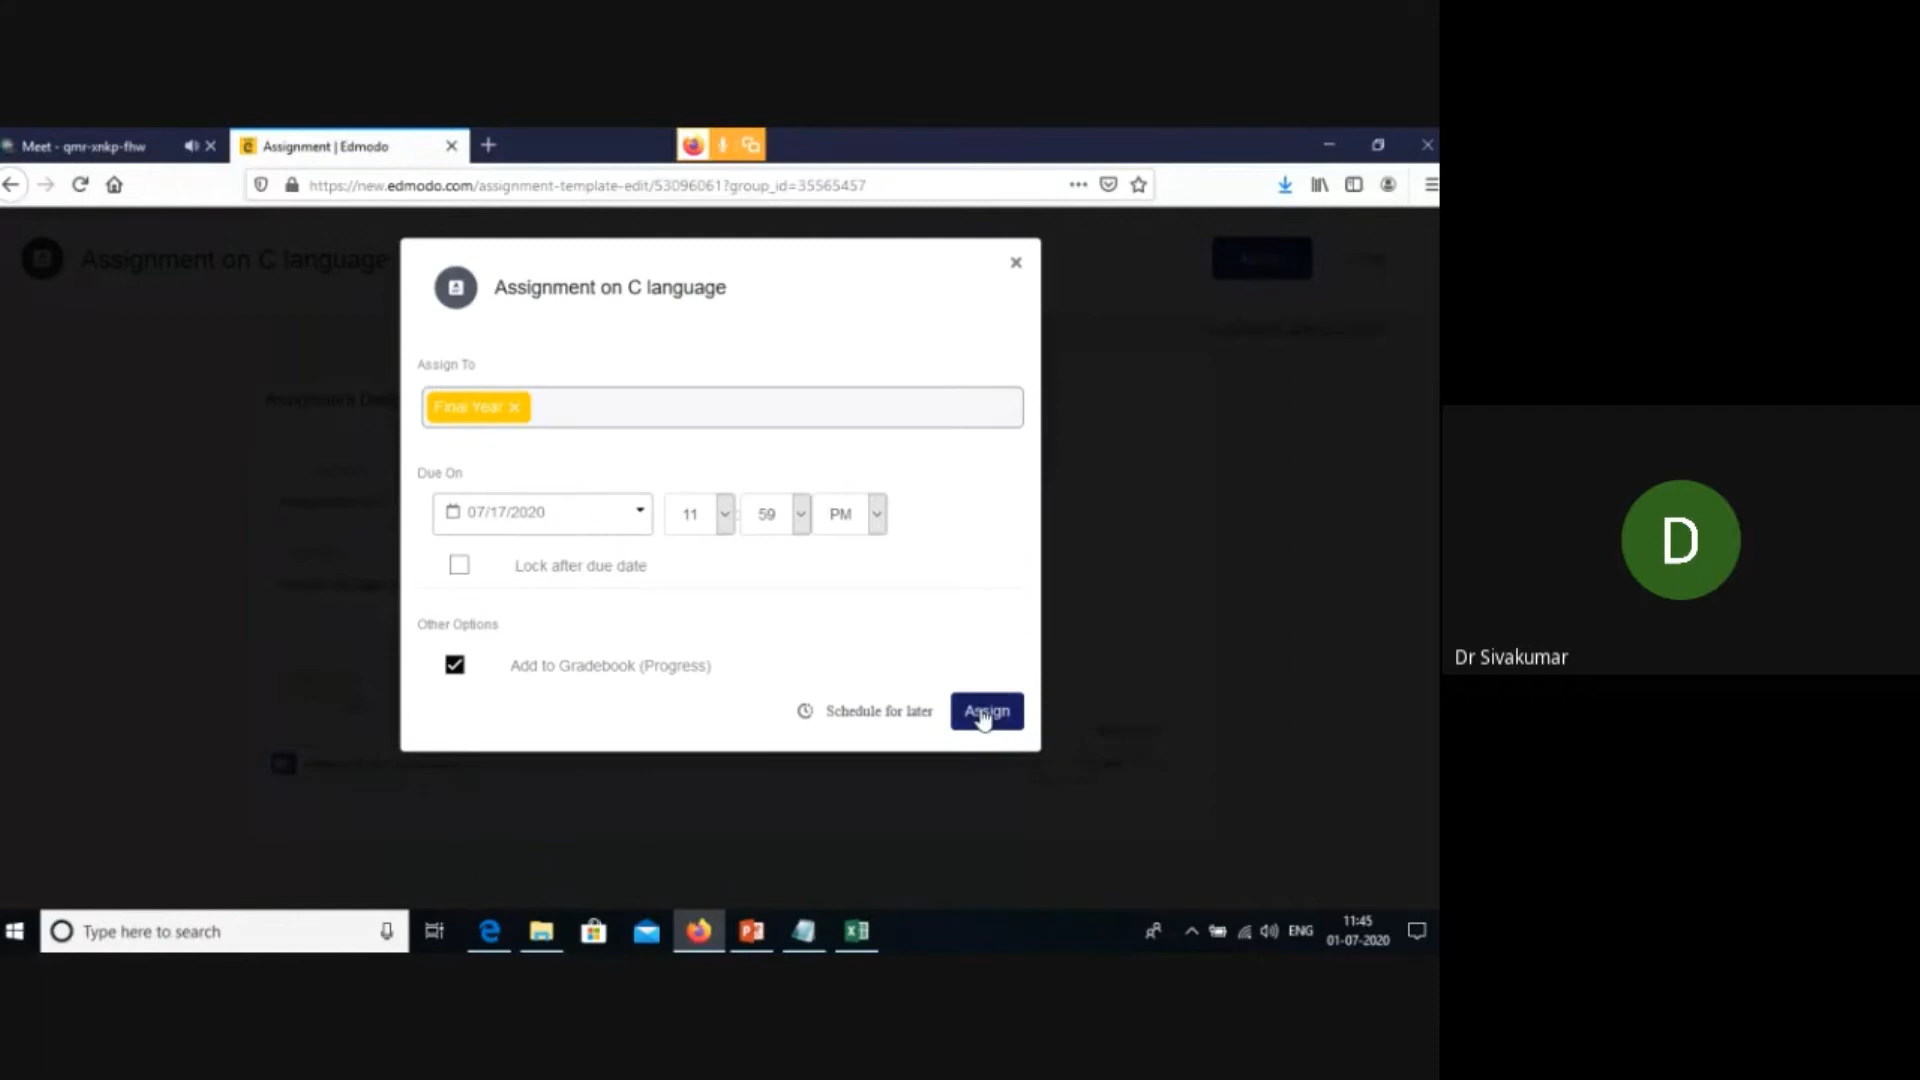 Meet - qmr-xnkp-fhw
Assignment | Edmodo
https://new.edmodo.com/assignment-template-edit/53096061?group_id=35565457
Assignment on C language
Assignment on C language
Assign To
Final Year
Due On
07/17/2020 11 : 59 PM
Lock after due date
Other Options
Add to Gradebook (Progress)
Schedule for later Assign
D
Dr Sivakumar
Type here to search
ENG
11:45
01-07-2020